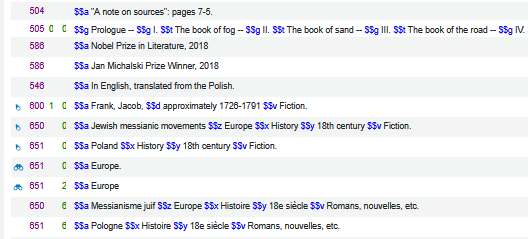 504 $$a "A note on sources": pages 7-5.
505 0 0 $$g Prologue -- $$g I. $$t The book of fog -- $$g II. $$t The book of sand -- $$g III. $$t The book of the road -- $$g IV.
586 $$a Nobel Prize in Literature, 2018
586 $$a Jan Michalski Prize Winner, 2018
546 $$a In English, translated from the Polish.
600 1 0 $$a Frank, Jacob, $$d approximately 1726-1791 $$v Fiction.
650 0 $$a Jewish messianic movements $$z Europe $$x History $$y 18th century $$v Fiction.
651 0 $$a Poland $$x History $$y 18th century $$v Fiction.
651 0 $$a Europe.
651 2 $$a Europe
650 6 $$a Messianisme juif $$z Europe $$x Histoire $$y 18e siècle $$v Romans, nouvelles, etc.
651 6 $$a Pologne $$x Histoire $$y 18e siècle $$v Romans, nouvelles, etc.